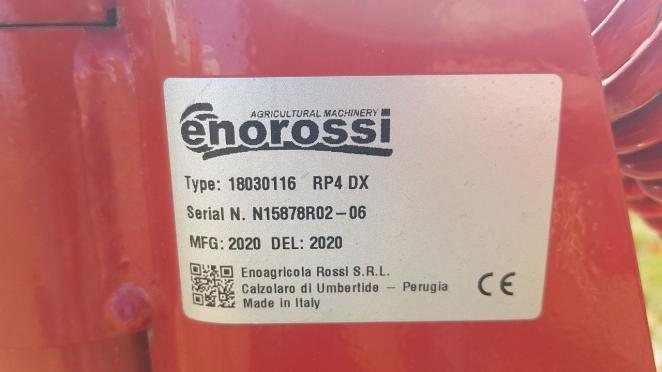 AGRICULTURAL MACHINERY
enorossi
Type: 18030116 RP4 DX
Serial N. N15878R02-06
MFG: 2020 DEL: 2020
Enoagricola Rossi S.R.L.
Calzolaro di Umbertide - Perugia
Made in Italy
CE